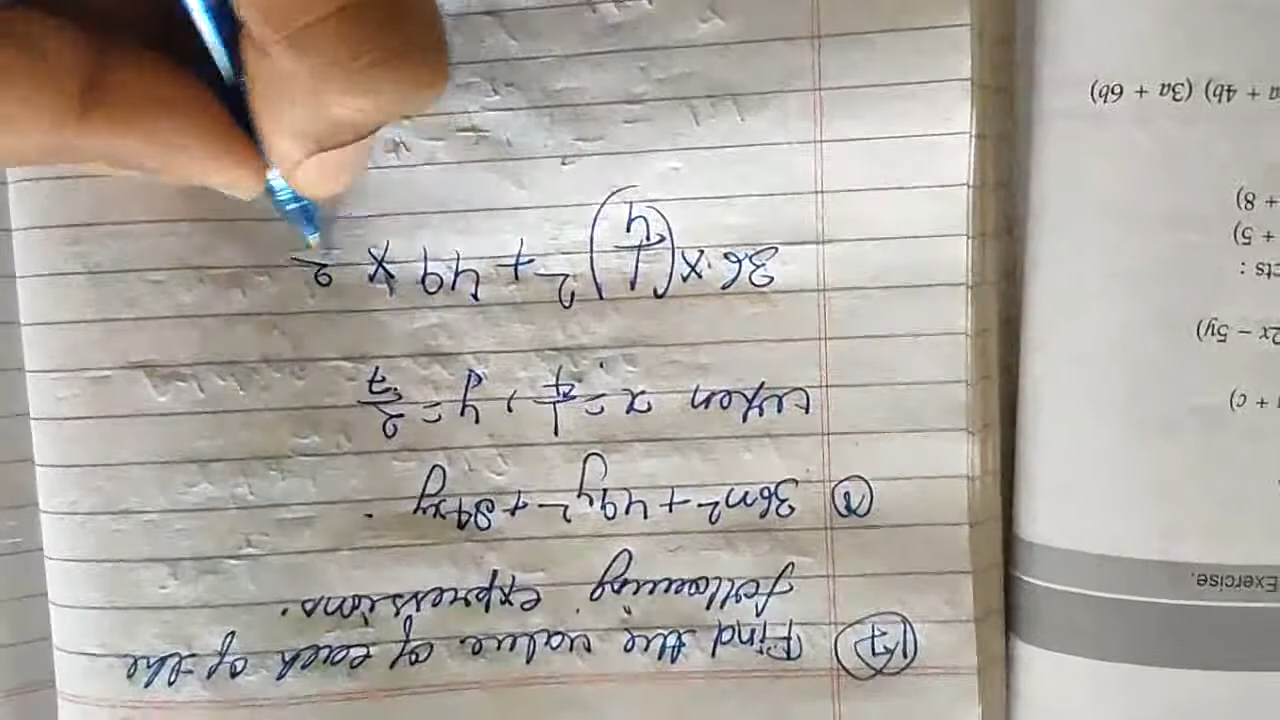 (17) Find the value of each of the
following expressions.
(1) 36x² + 49y² + 84xy
when x = 1/4, y = 2/7
36 × (1/4)² + 49 × 2
Exercise.
+ c)
2x − 5y)
cts :
+ 5)
+ 8)
a + 4b) (3a + 6b)